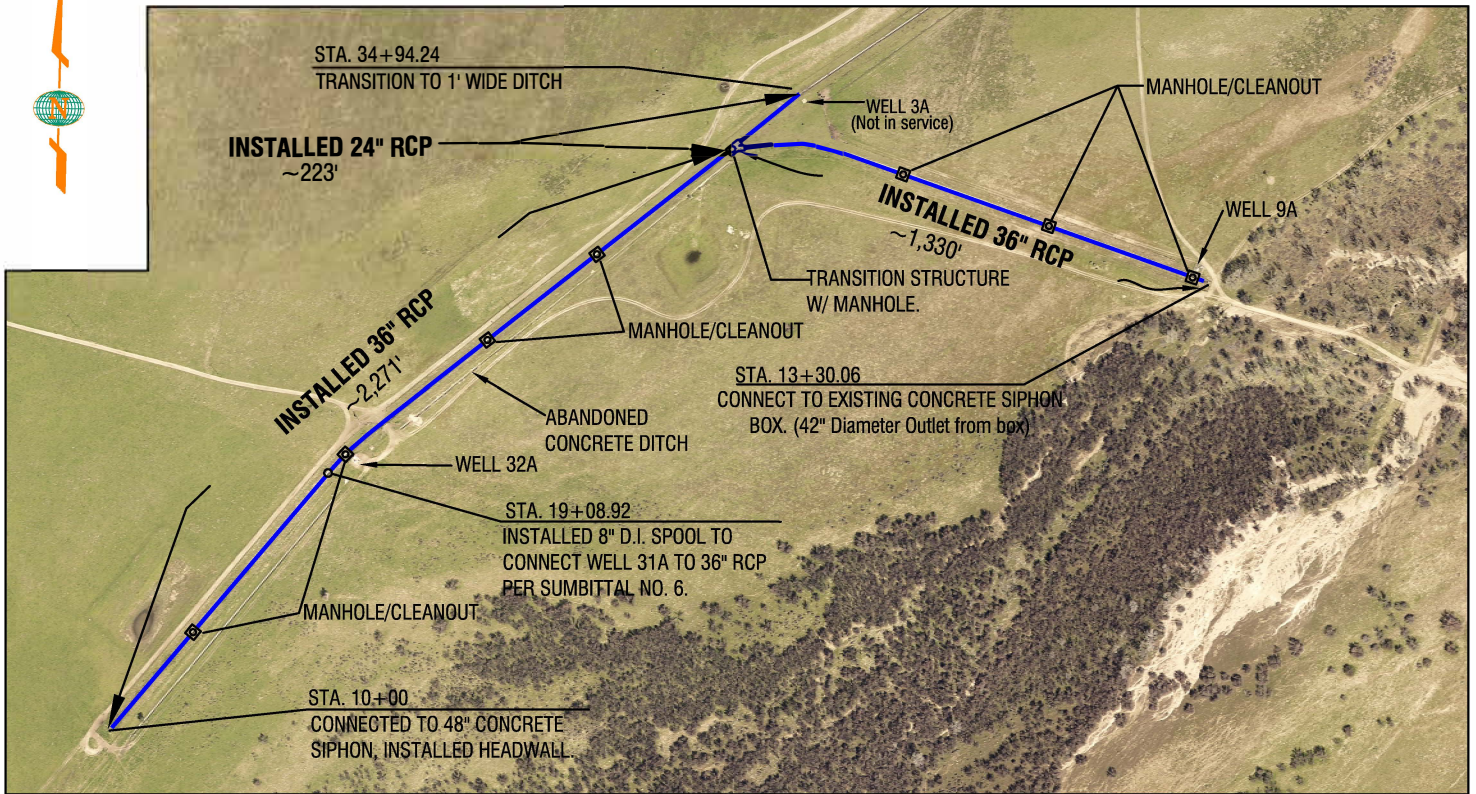 N
STA. 34+94.24
TRANSITION TO 1' WIDE DITCH
INSTALLED 24" RCP
~223'
WELL 3A
(Not in service)
MANHOLE/CLEANOUT
WELL 9A
INSTALLED 36" RCP
~1,330'
TRANSITION STRUCTURE
W/ MANHOLE.
MANHOLE/CLEANOUT
INSTALLED 36" RCP
~2,271'
STA. 13+30.06
CONNECT TO EXISTING CONCRETE SIPHON
BOX. (42" Diameter Outlet from box)
ABANDONED
CONCRETE DITCH
WELL 32A
STA. 19+08.92
INSTALLED 8" D.I. SPOOL TO
CONNECT WELL 31A TO 36" RCP
PER SUMBITTAL NO. 6.
MANHOLE/CLEANOUT
STA. 10+00
CONNECTED TO 48" CONCRETE
SIPHON, INSTALLED HEADWALL.